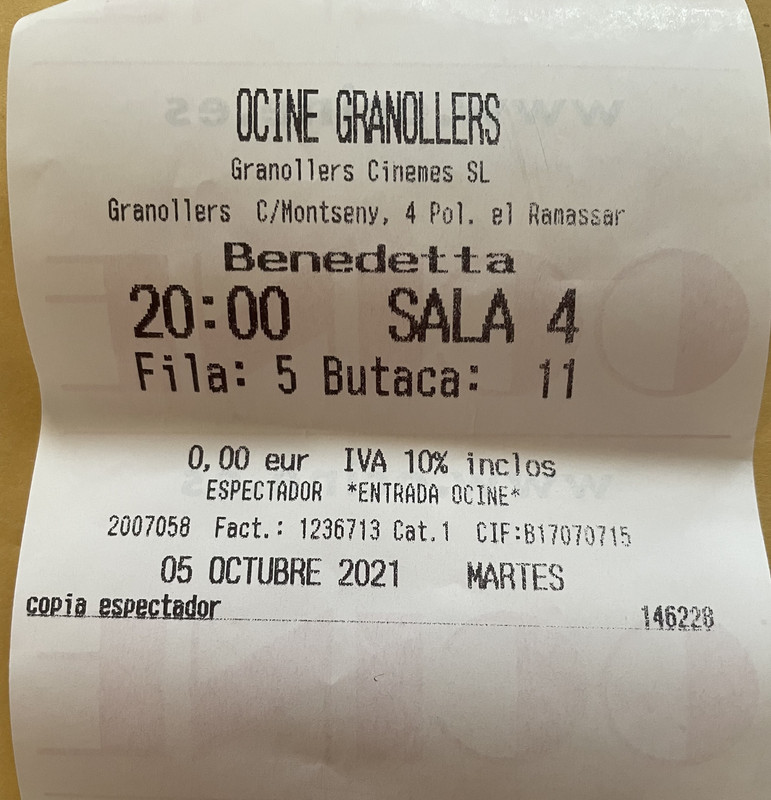 OCINE GRANOLLERS
Granollers Cinemes SL
Granollers C/Montseny, 4 Pol. el Ramassar
Benedetta
20:00 SALA 4
Fila: 5 Butaca: 11
0,00 eur IVA 10% inclos
ESPECTADOR *ENTRADA OCINE*
2007058 Fact.: 1236713 Cat.1 CIF:B17070715
05 OCTUBRE 2021 MARTES
copia espectador 146228